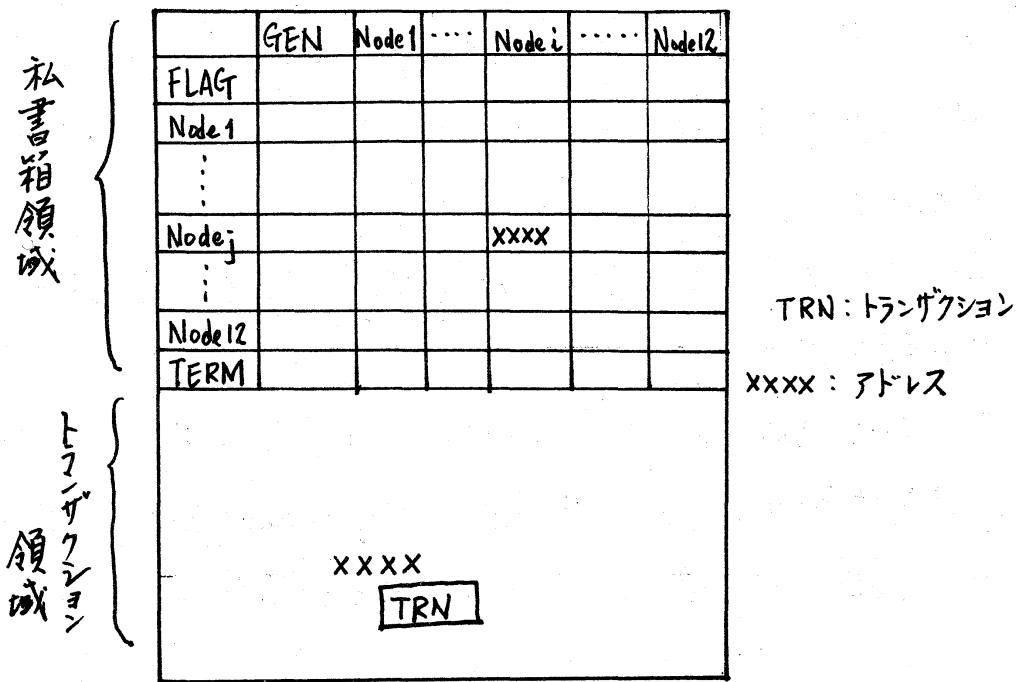 私書箱領域
GEN Node1 ···· Node i ····· Node12
FLAG
Node1
Nodej xxxx
Node12
TERM
TRN：トランザクション
xxxx：アドレス
トランザクション
領域
xxxx
TRN